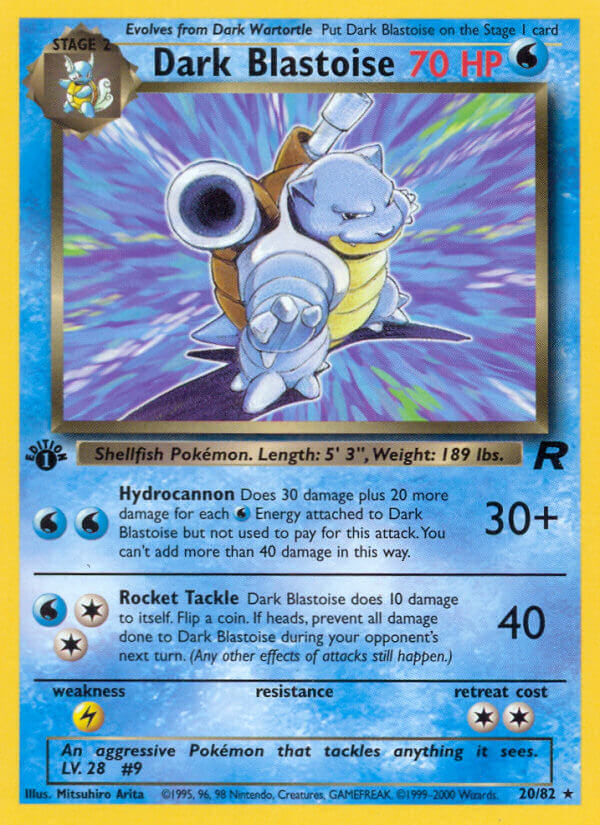 Evolves from Dark Wartortle Put Dark Blastoise on the Stage 1 card
STAGE 2
Dark Blastoise 70 HP
EDITION
1
Shellfish Pokémon. Length: 5' 3", Weight: 189 lbs.
R
Hydrocannon Does 30 damage plus 20 more
damage for each Energy attached to Dark
Blastoise but not used to pay for this attack. You
can't add more than 40 damage in this way.
30+
Rocket Tackle Dark Blastoise does 10 damage
to itself. Flip a coin. If heads, prevent all damage
done to Dark Blastoise during your opponent's
next turn. (Any other effects of attacks still happen.)
40
weakness resistance retreat cost
An aggressive Pokémon that tackles anything it sees.
LV. 28 #9
Illus. Mitsuhiro Arita ©1995, 96, 98 Nintendo, Creatures, GAMEFREAK. ©1999-2000 Wizards. 20/82 ★